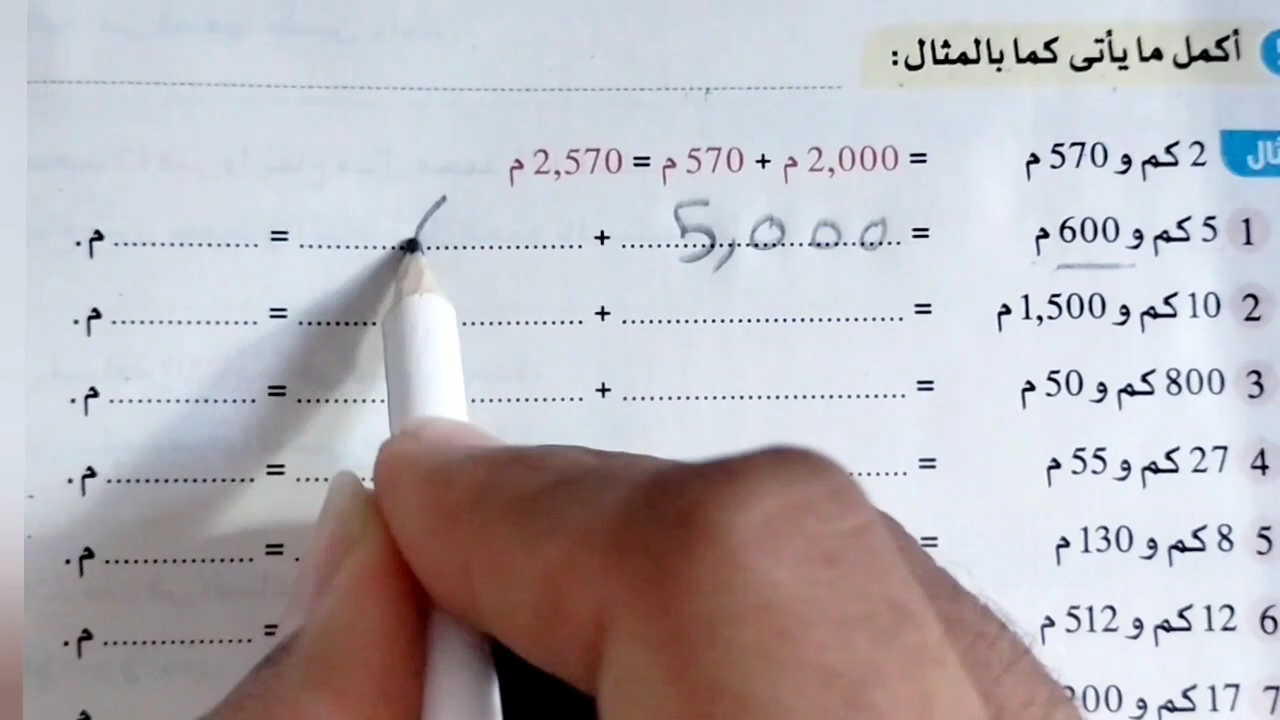 أكمل ما يأتى كما بالمثال:
2 كم و 570 م = 2,000 م + 570 م = 2,570 م
1 5 كم و 600 م = 5,000 + ............ = ............ م.
2 10 كم و 1,500 م = ............ + ............ = ............ م.
3 800 كم و 50 م = ............ + ............ = ............ م.
4 27 كم و 55 م = ............ = ............ م.
5 8 كم و 130 م = ............ = ............ م.
6 12 كم و 512 م = ............ م.
7 17 كم و